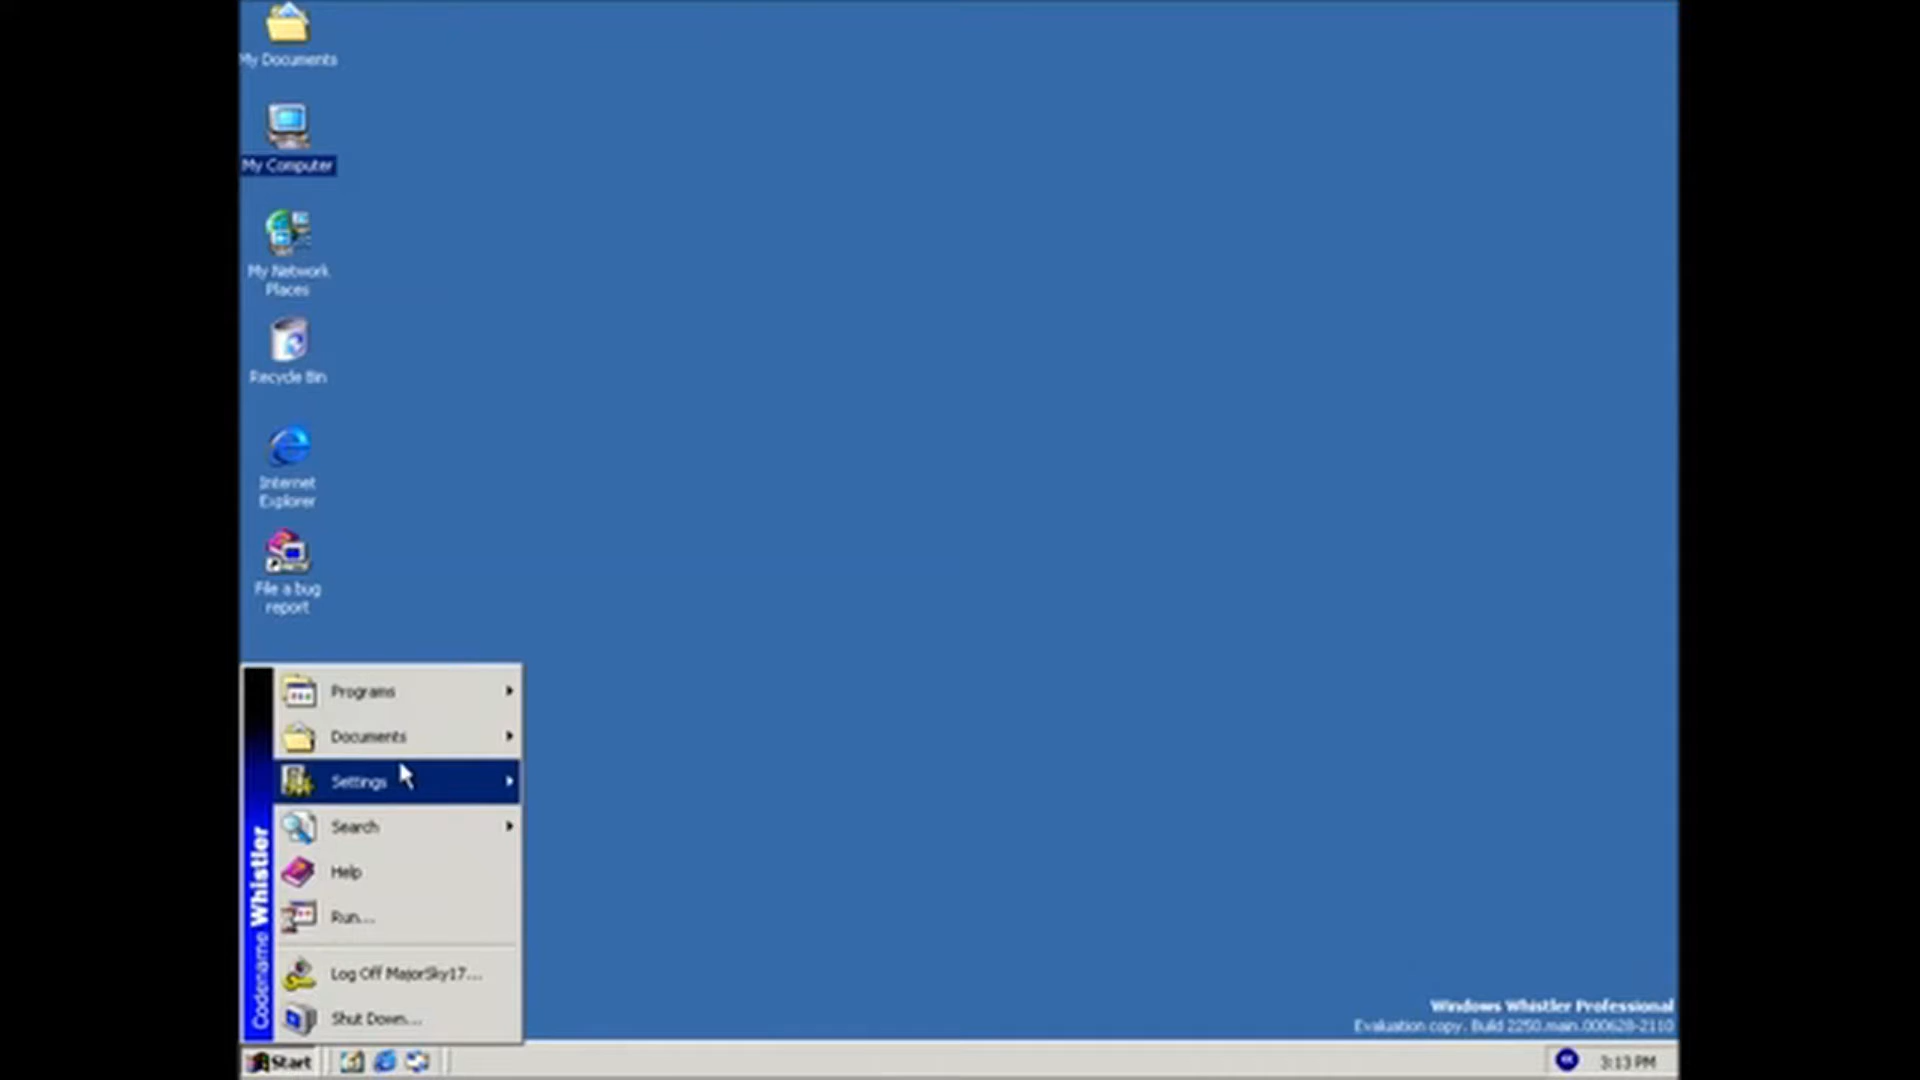 My Documents
My Computer
My Network
Places
Recycle Bin
Internet
Explorer
File a bug
report
Programs
Documents
Settings
Search
Help
Run...
Log Off MajorSky17...
Shut Down...
Codename Whistler
Windows Whistler Professional
Evaluation copy. Build 2250.main.000628-2110
Start
3:13 PM